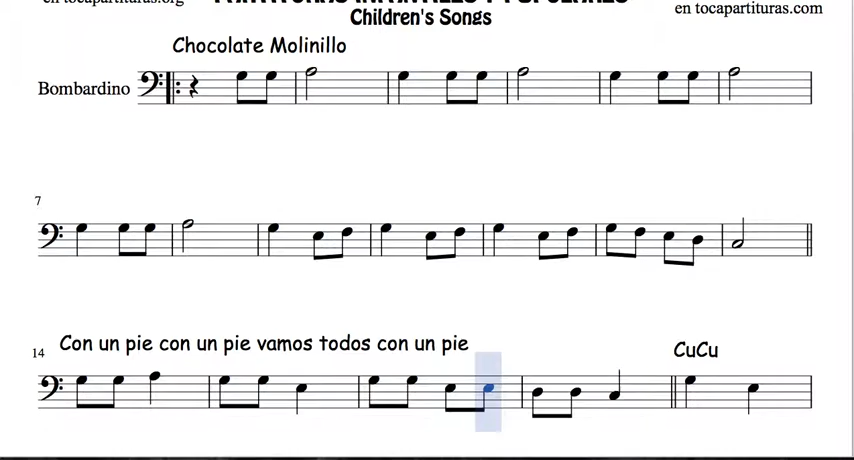 en tocapartituras.org
en tocapartituras.com
Children's Songs
Chocolate Molinillo
Bombardino
7
14
Con un pie con un pie vamos todos con un pie
CuCu